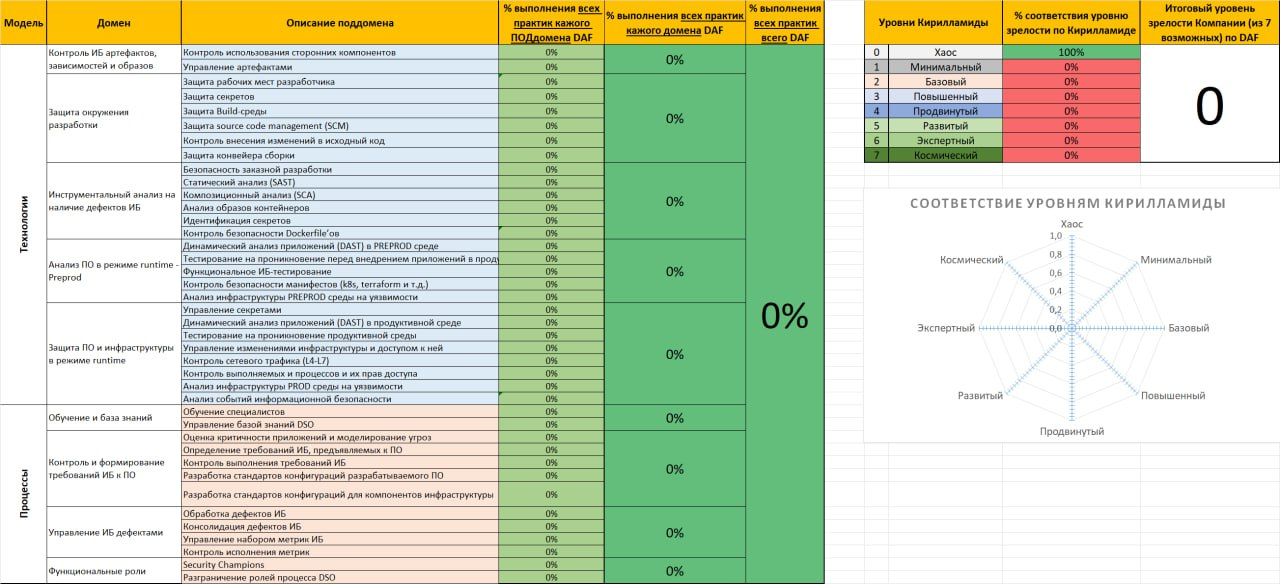 Модель
Домен
Описание поддомена
% выполнения всех
практик кажого
ПОДдомена DAF
% выполнения всех практик
кажого домена DAF
% выполнения
всех практик
всего DAF
Технологии
Контроль ИБ артефактов,
зависимостей и образов
Контроль использования сторонних компонентов
0%
0%
0%
Управление артефактами
0%
Защита окружения
разработки
Защита рабочих мест разработчика
0%
0%
Защита секретов
0%
Защита Build-среды
0%
Защита source code management (SCM)
0%
Контроль внесения изменений в исходный код
0%
Защита конвейера сборки
0%
Инструментальный анализ на
наличие дефектов ИБ
Безопасность заказной разработки
0%
0%
Статический анализ (SAST)
0%
Композиционный анализ (SCA)
0%
Анализ образов контейнеров
0%
Идентификация секретов
0%
Контроль безопасности Dockerfile’ов
0%
Анализ ПО в режиме runtime -
Preprod
Динамический анализ приложений (DAST) в PREPROD среде
0%
0%
Тестирование на проникновение перед внедрением приложений в проду
0%
Функциональное ИБ-тестирование
0%
Контроль безопасности манифестов (k8s, terraform и т.д.)
0%
Анализ инфраструктуры PREPROD среды на уязвимости
0%
Защита ПО и инфраструктуры
в режиме runtime
Управление секретами
0%
0%
Динамический анализ приложений (DAST) в продуктивной среде
0%
Тестирование на проникновение продуктивной среды
0%
Управление изменениями инфраструктуры и доступом к ней
0%
Контроль сетевого трафика (L4-L7)
0%
Контроль выполняемых и процессов и их прав доступа
0%
Анализ инфраструктуры PROD среды на уязвимости
0%
Анализ событий информационной безопасности
0%
Процессы
Обучение и база знаний
Обучение специалистов
0%
0%
Управление базой знаний DSO
0%
Контроль и формирование
требований ИБ к ПО
Оценка критичности приложений и моделирование угроз
0%
0%
Определение требований ИБ, предъявляемых к ПО
0%
Контроль выполнения требований ИБ
0%
Разработка стандартов конфигураций разрабатываемого ПО
0%
Разработка стандартов конфигураций для компонентов инфраструктуры
0%
Управление ИБ дефектами
Обработка дефектов ИБ
0%
0%
Консолидация дефектов ИБ
0%
Управление набором метрик ИБ
0%
Контроль исполнения метрик
0%
Функциональные роли
Security Champions
0%
0%
Разграничение ролей процесса DSO
0%
Уровни Кирилламиды
% соответствия уровню
зрелости по Кирилламиде
Итоговый уровень
зрелости Компании (из 7
возможных) по DAF
0 Хаос 100%
1 Минимальный 0%
2 Базовый 0%
3 Повышенный 0%
4 Продвинутый 0%
5 Развитый 0%
6 Экспертный 0%
7 Космический 0%
0
СООТВЕТСТВИЕ УРОВНЯМ КИРИЛЛАМИДЫ
Хаос
1,0
0,8
0,6
0,4
0,2
0,0
Минимальный
Базовый
Повышенный
Продвинутый
Развитый
Экспертный
Космический